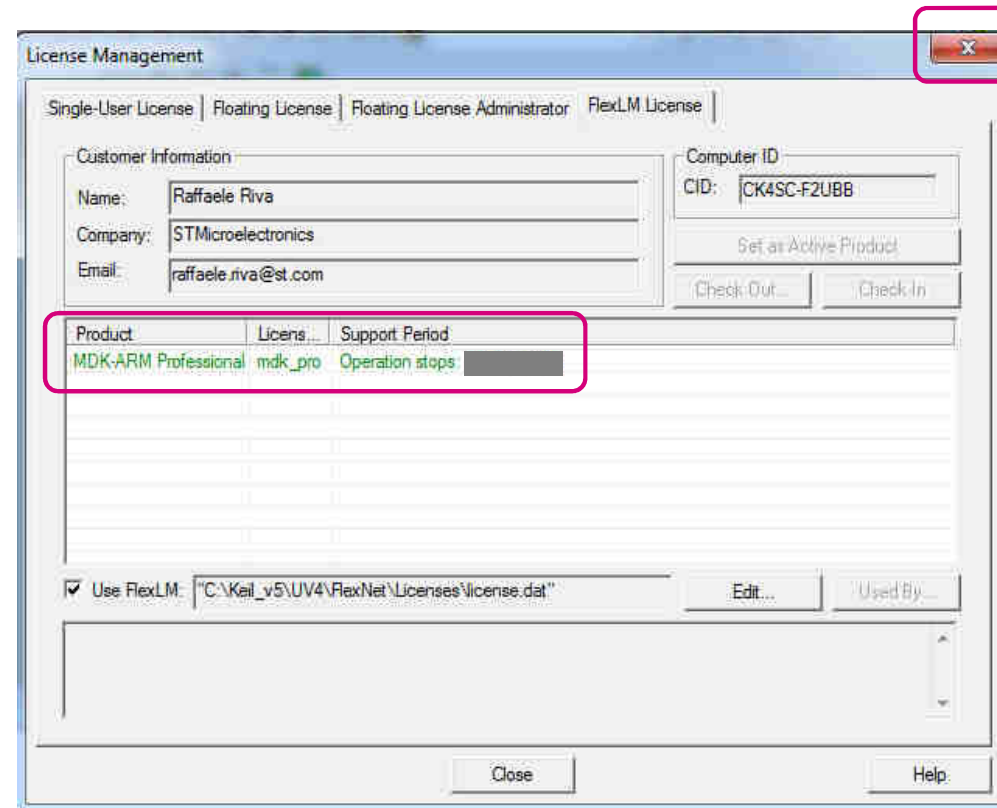 License Management
Single-User License | Floating License | Floating License Administrator | FlexLM License
Customer Information
Name: Raffaele Riva
Company: STMicroelectronics
Email: raffaele.riva@st.com
Computer ID
CID: CK4SC-F2UBB
Set as Active Product
Check Out... Check In
Product Licens... Support Period
MDK-ARM Professional mdk_pro Operation stops:
Use FlexLM: "C:\Keil_v5\UV4\FlexNet\Licenses\license.dat" Edit... Used By...
Close Help